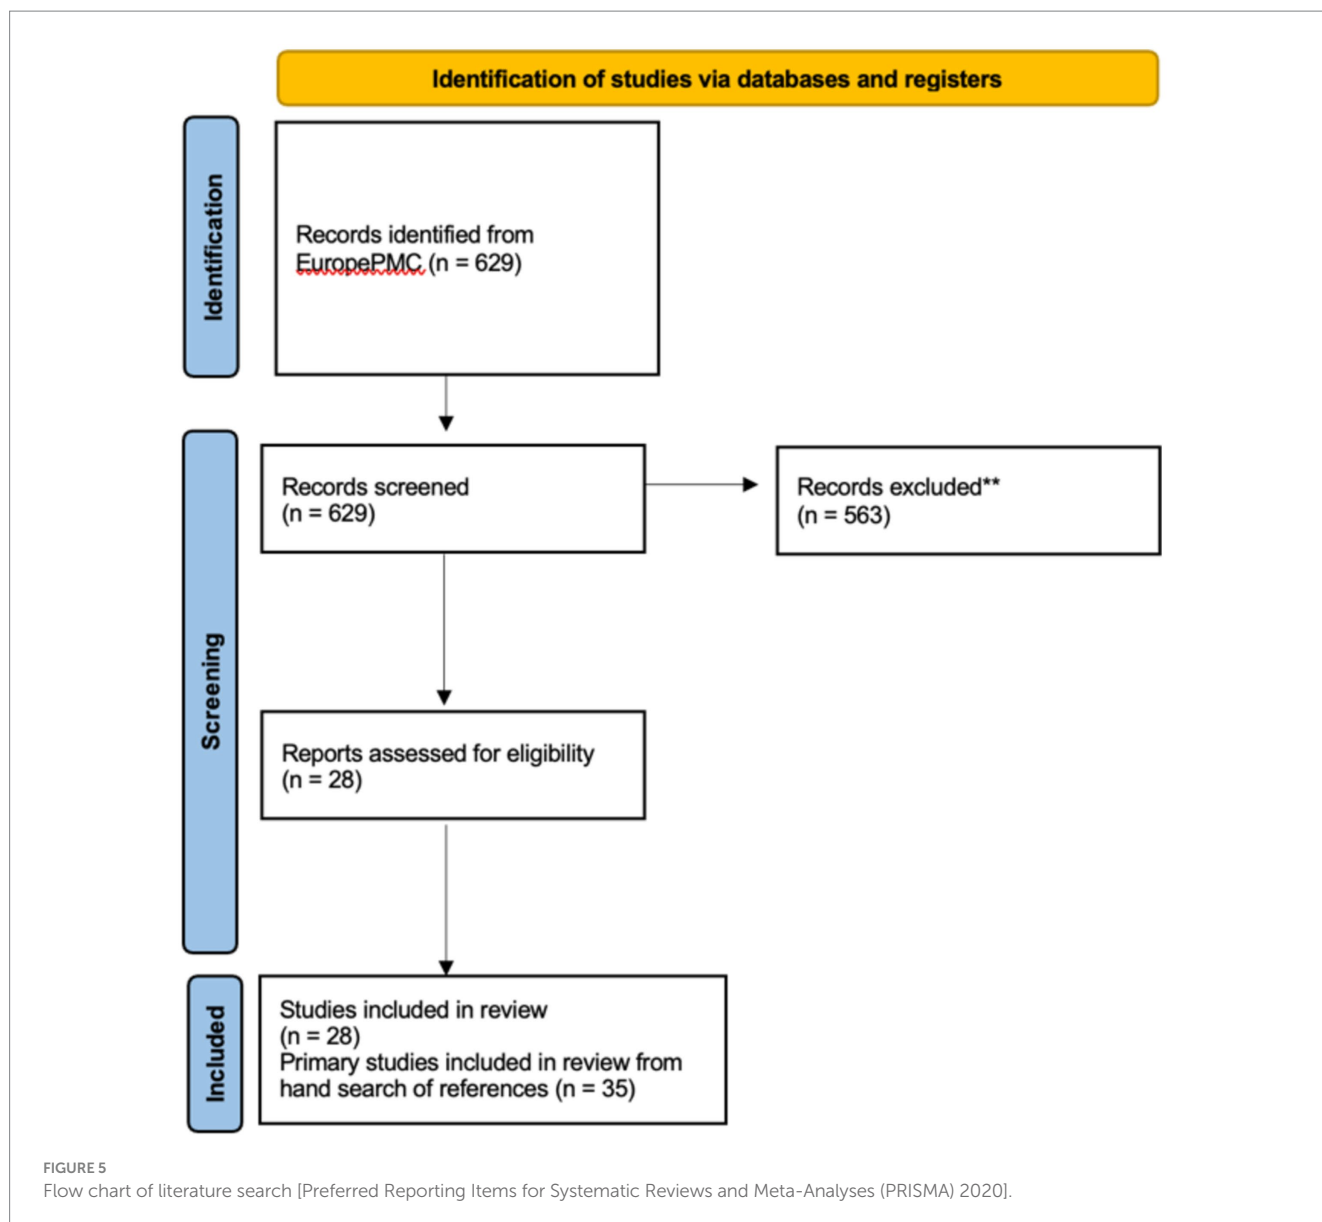 Identification of studies via databases and registers
Identification
Records identified from
EuropePMC (n = 629)
Screening
Records screened
(n = 629)
Records excluded**
(n = 563)
Reports assessed for eligibility
(n = 28)
Included
Studies included in review
(n = 28)
Primary studies included in review from
hand search of references (n = 35)
FIGURE 5
Flow chart of literature search [Preferred Reporting Items for Systematic Reviews and Meta-Analyses (PRISMA) 2020].